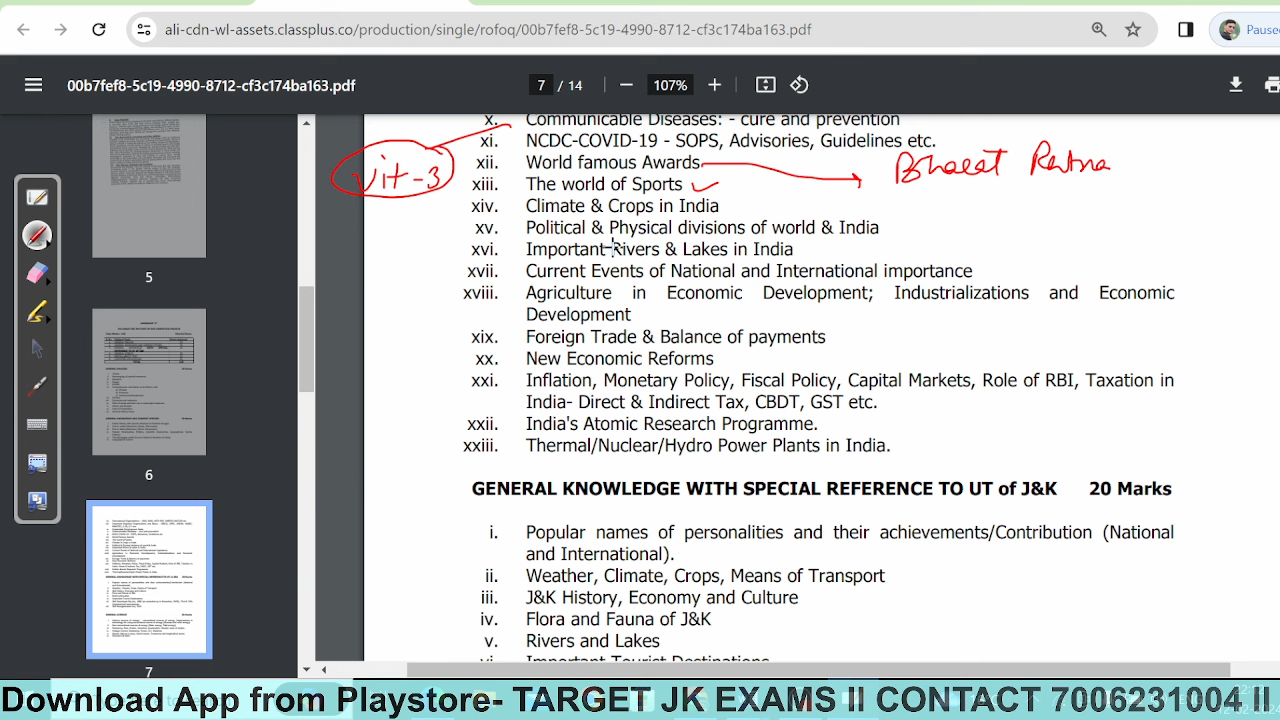 ali-cdn-wl-assets.classplus.co/production/single/rofoq/00b7fef8-5c19-4990-8712-cf3c174ba163.pdf
Pause
00b7fef8-5c19-4990-8712-cf3c174ba163.pdf
7 / 14
107%
x. Communicable Diseases: - cure and prevention
xi. NCDC COVID-19 - SOPS, Advisories, Guidelines etc.
xii. World Famous Awards
Bharat Ratna
VIT-3
xiii. The world of Sports
xiv. Climate & Crops in India
xv. Political & Physical divisions of world & India
xvi. Important Rivers & Lakes in India
xvii. Current Events of National and International importance
xviii. Agriculture in Economic Development; Industrializations and Economic
Development
xix. Foreign Trade & Balance of payments
xx. New Economic Reforms
xxi. Inflation, Monetary Policy, Fiscal Policy, Capital Markets, Role of RBI, Taxation in
India Direct & Indirect Tax, CBDT, GST etc.
xxii. Indian Polar Research Programme.
xxiii. Thermal/Nuclear/Hydro Power Plants in India.
GENERAL KNOWLEDGE WITH SPECIAL REFERENCE TO UT of J&K 20 Marks
i. Popular names of personalities and their achievements/Contribution (National
and International).
ii. Weather, Climate, Crops, Means of Transport
iii. J&K History, Economy and Culture
iv. Flora and Fauna of J&K
v. Rivers and Lakes
vi. Important Tourist Destinations
5
6
7
Download App from Playstore- TARGET JK EXAMS II CONTACT 7006231004 II